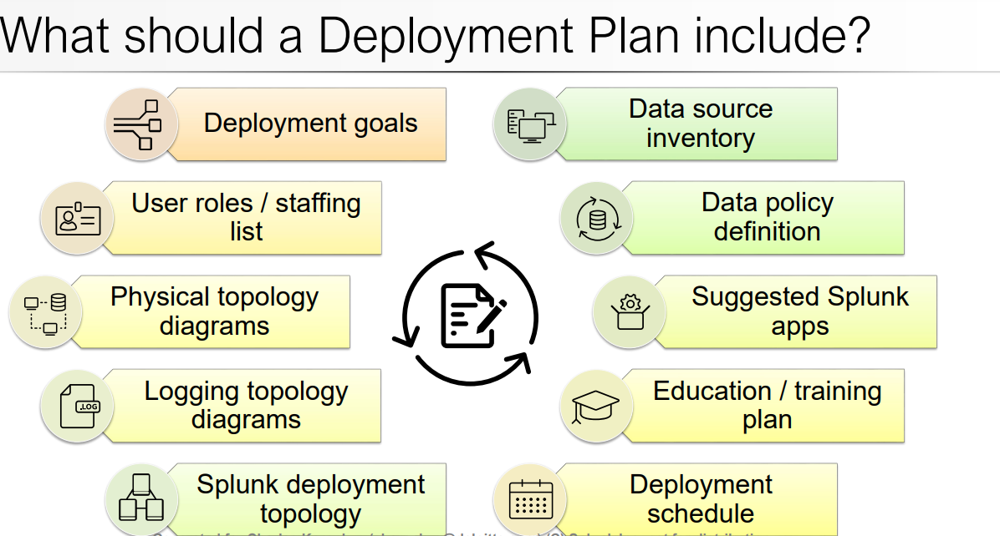 What should a Deployment Plan include?
Deployment goals
User roles / staffing
list
Physical topology
diagrams
.LOG
Logging topology
diagrams
Splunk deployment
topology
Data source
inventory
Data policy
definition
Suggested Splunk
apps
Education / training
plan
Deployment
schedule